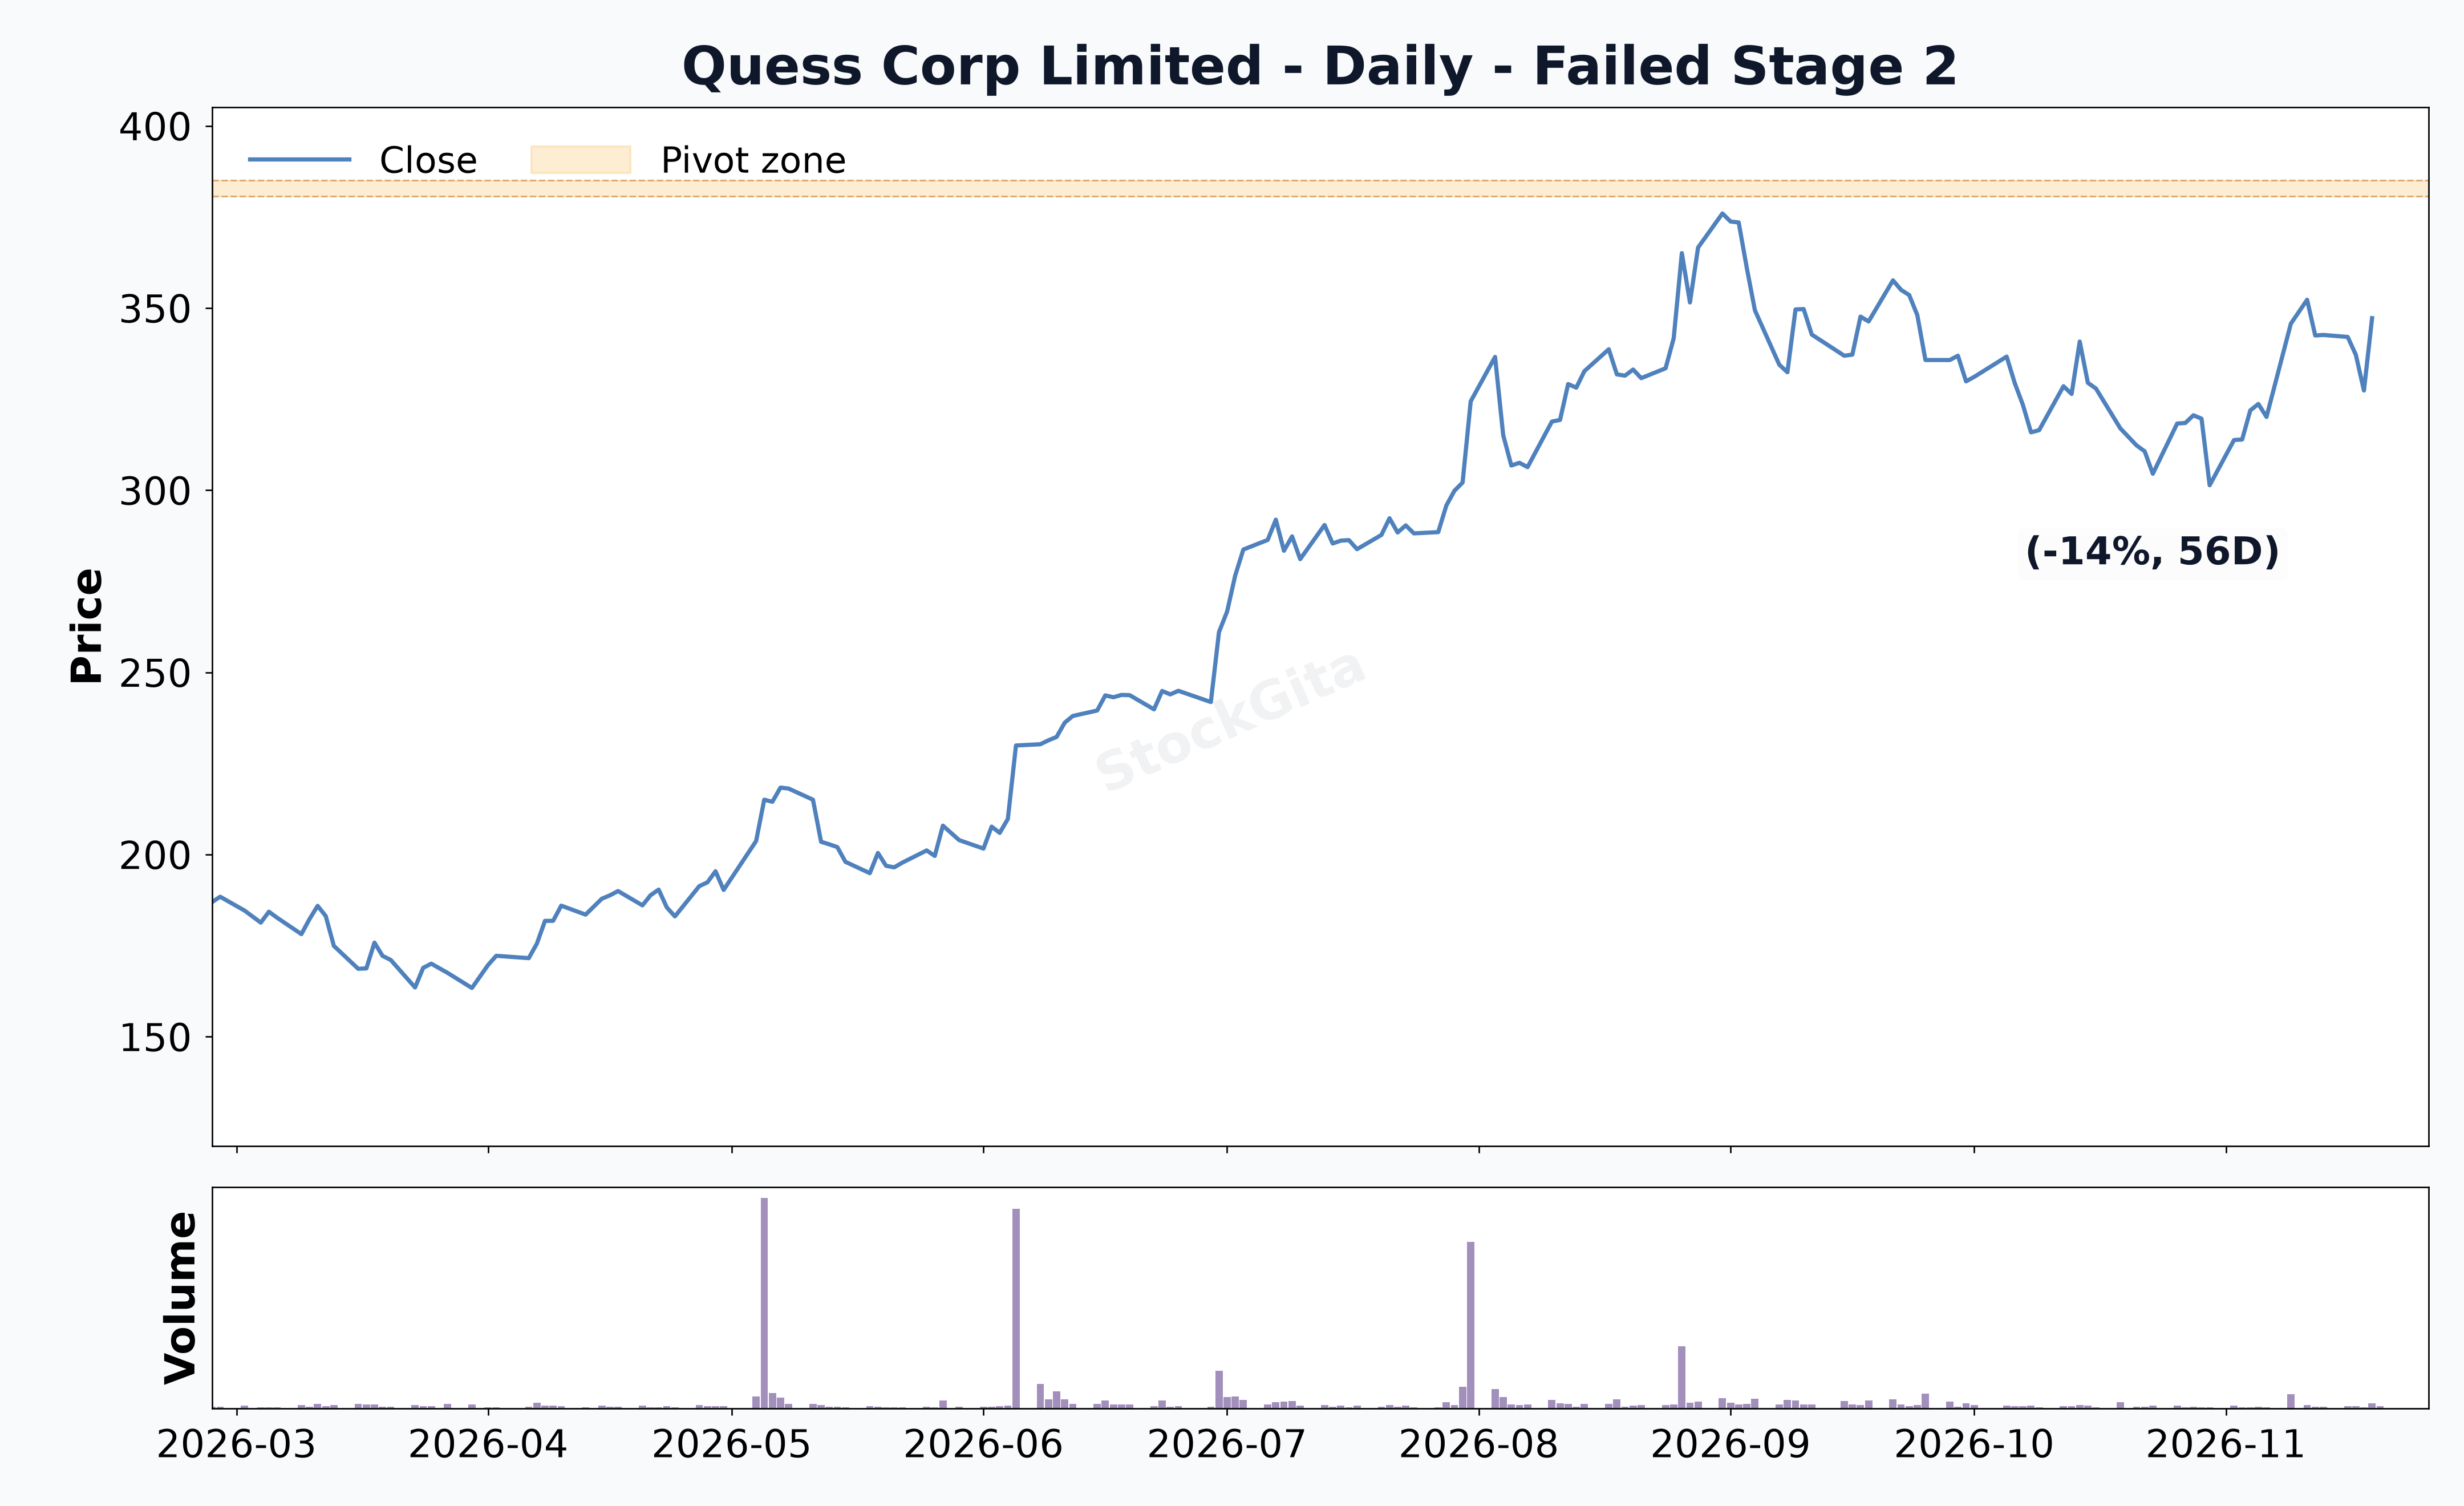 Quess Corp Limited - Daily - Failed Stage 2
400
Close
Pivot zone
350
300
(-14%, 56D)
Price
250
StockGita
200
150
Volume
2026-03
2026-04
2026-05
2026-06
2026-07
2026-08
2026-09
2026-10
2026-11